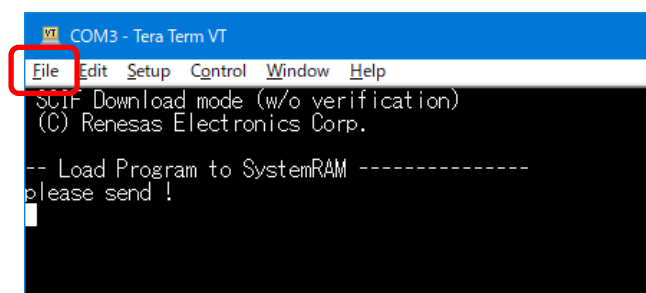 COM3 - Tera Term VT
File Edit Setup Control Window Help
SCIF Download mode (w/o verification)
(C) Renesas Electronics Corp.
-- Load Program to SystemRAM ---------------
please send !